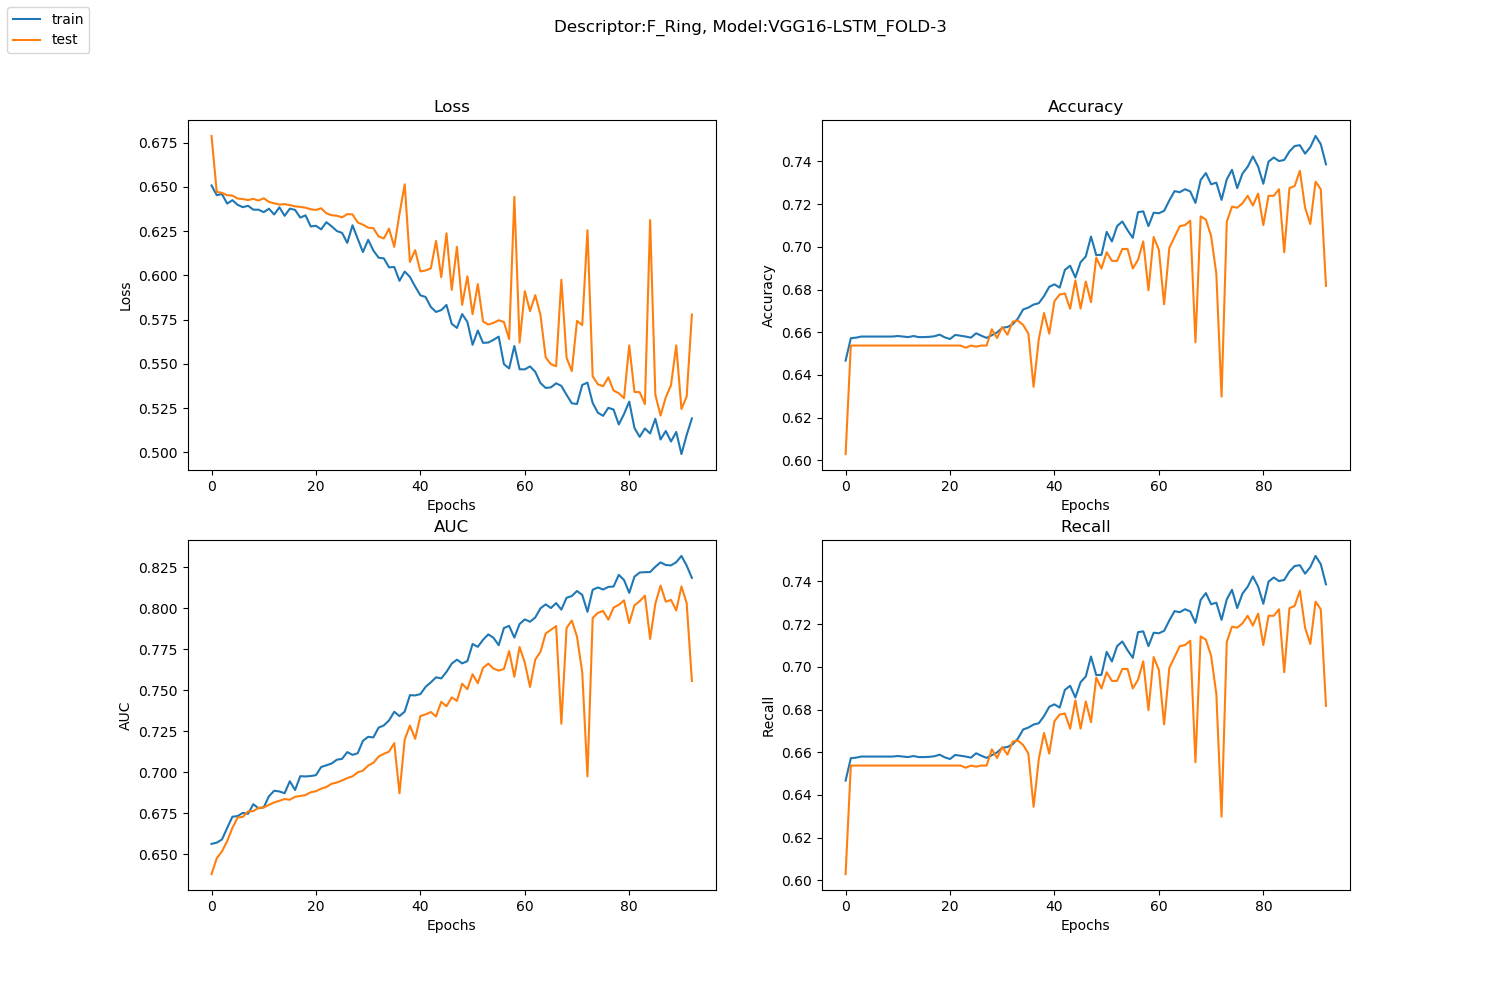 train
test
Descriptor:F_Ring, Model:VGG16-LSTM_FOLD-3
Loss
0.675
0.650
0.625
0.600
0.575
0.550
0.525
0.500
Loss
0 20 40 60 80
Epochs
Accuracy
0.74
0.72
0.70
0.68
0.66
0.64
0.62
0.60
Accuracy
0 20 40 60 80
Epochs
AUC
0.825
0.800
0.775
0.750
0.725
0.700
0.675
0.650
AUC
0 20 40 60 80
Epochs
Recall
0.74
0.72
0.70
0.68
0.66
0.64
0.62
0.60
Recall
0 20 40 60 80
Epochs